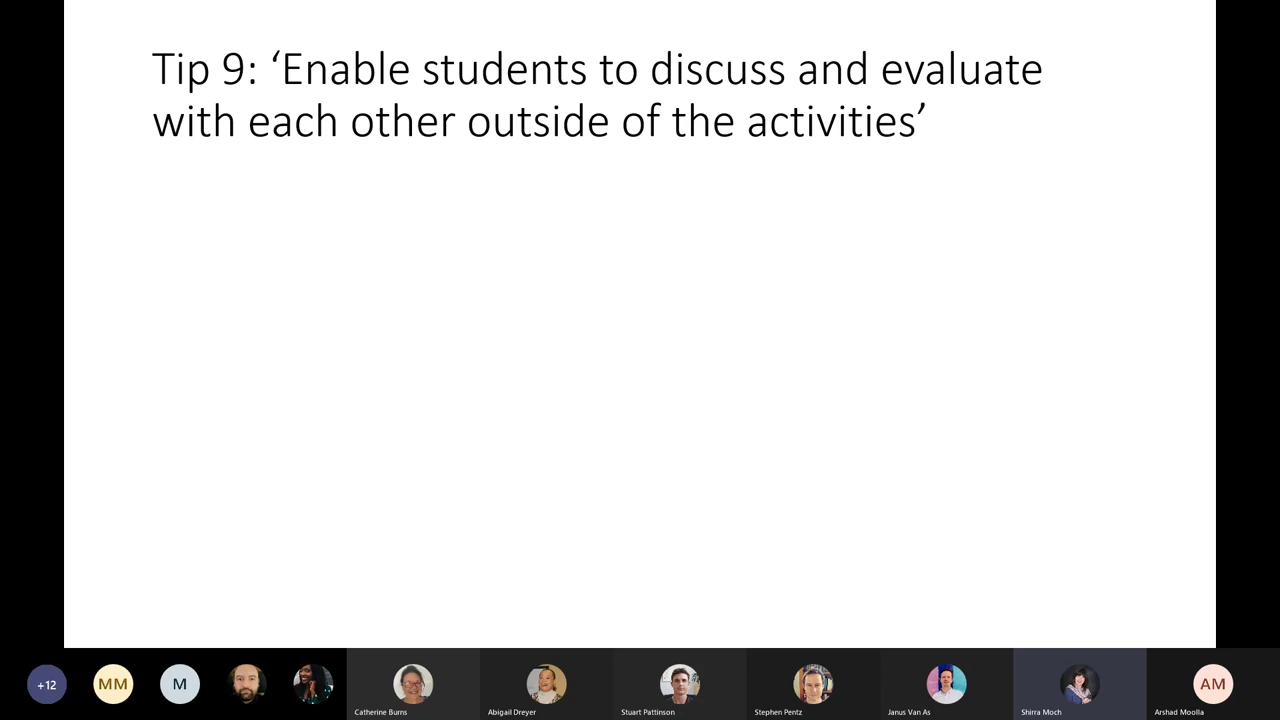 Tip 9: ‘Enable students to discuss and evaluate
with each other outside of the activities’
+12
MM
M
Catherine Burns
Abigail Dreyer
Stuart Pattinson
Stephen Pentz
Janus Van As
Shirra Moch
AM
Arshad Moolla